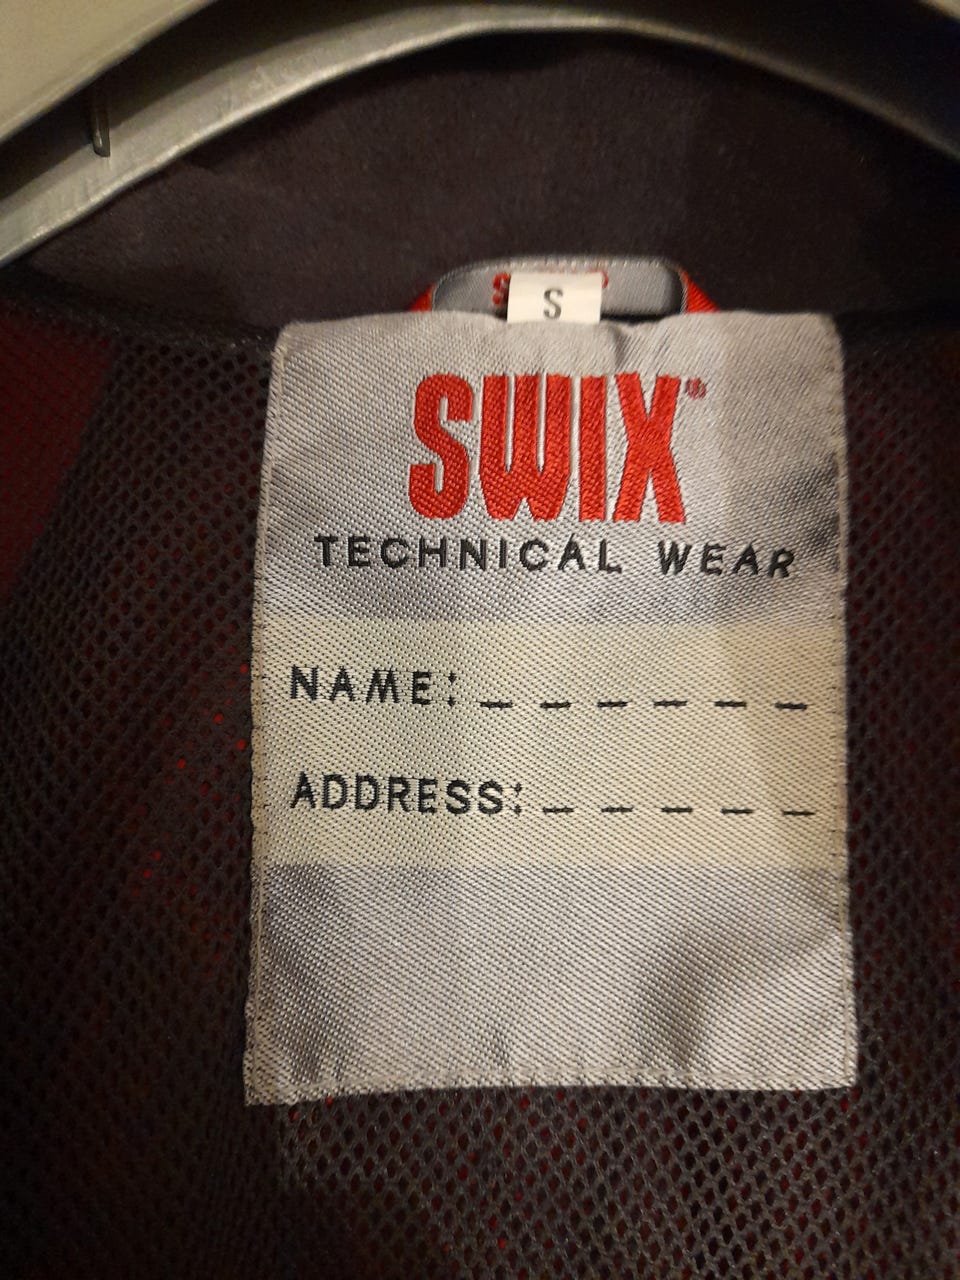 S
SWIX®
TECHNICAL WEAR
NAME: _ _ _ _ _ _
ADDRESS: _ _ _ _ _